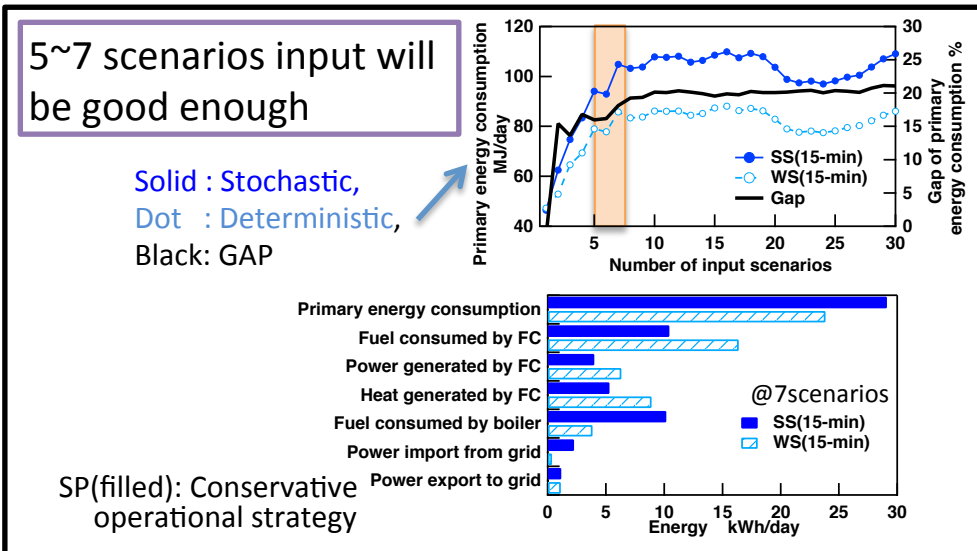 5~7 scenarios input will
be good enough
Solid : Stochastic,
Dot : Deterministic,
Black: GAP
Primary energy consumption
MJ/day
120
100
80
60
40
30
25
20
15
10
5
0
Gap of primary
energy consumption %
SS(15-min)
WS(15-min)
Gap
5 10 15 20 25 30
Number of input scenarios
Primary energy consumption
Fuel consumed by FC
Power generated by FC
Heat generated by FC
Fuel consumed by boiler
Power import from grid
Power export to grid
@7scenarios
SS(15-min)
WS(15-min)
0 5 10 15 20 25 30
Energy kWh/day
SP(filled): Conservative
operational strategy